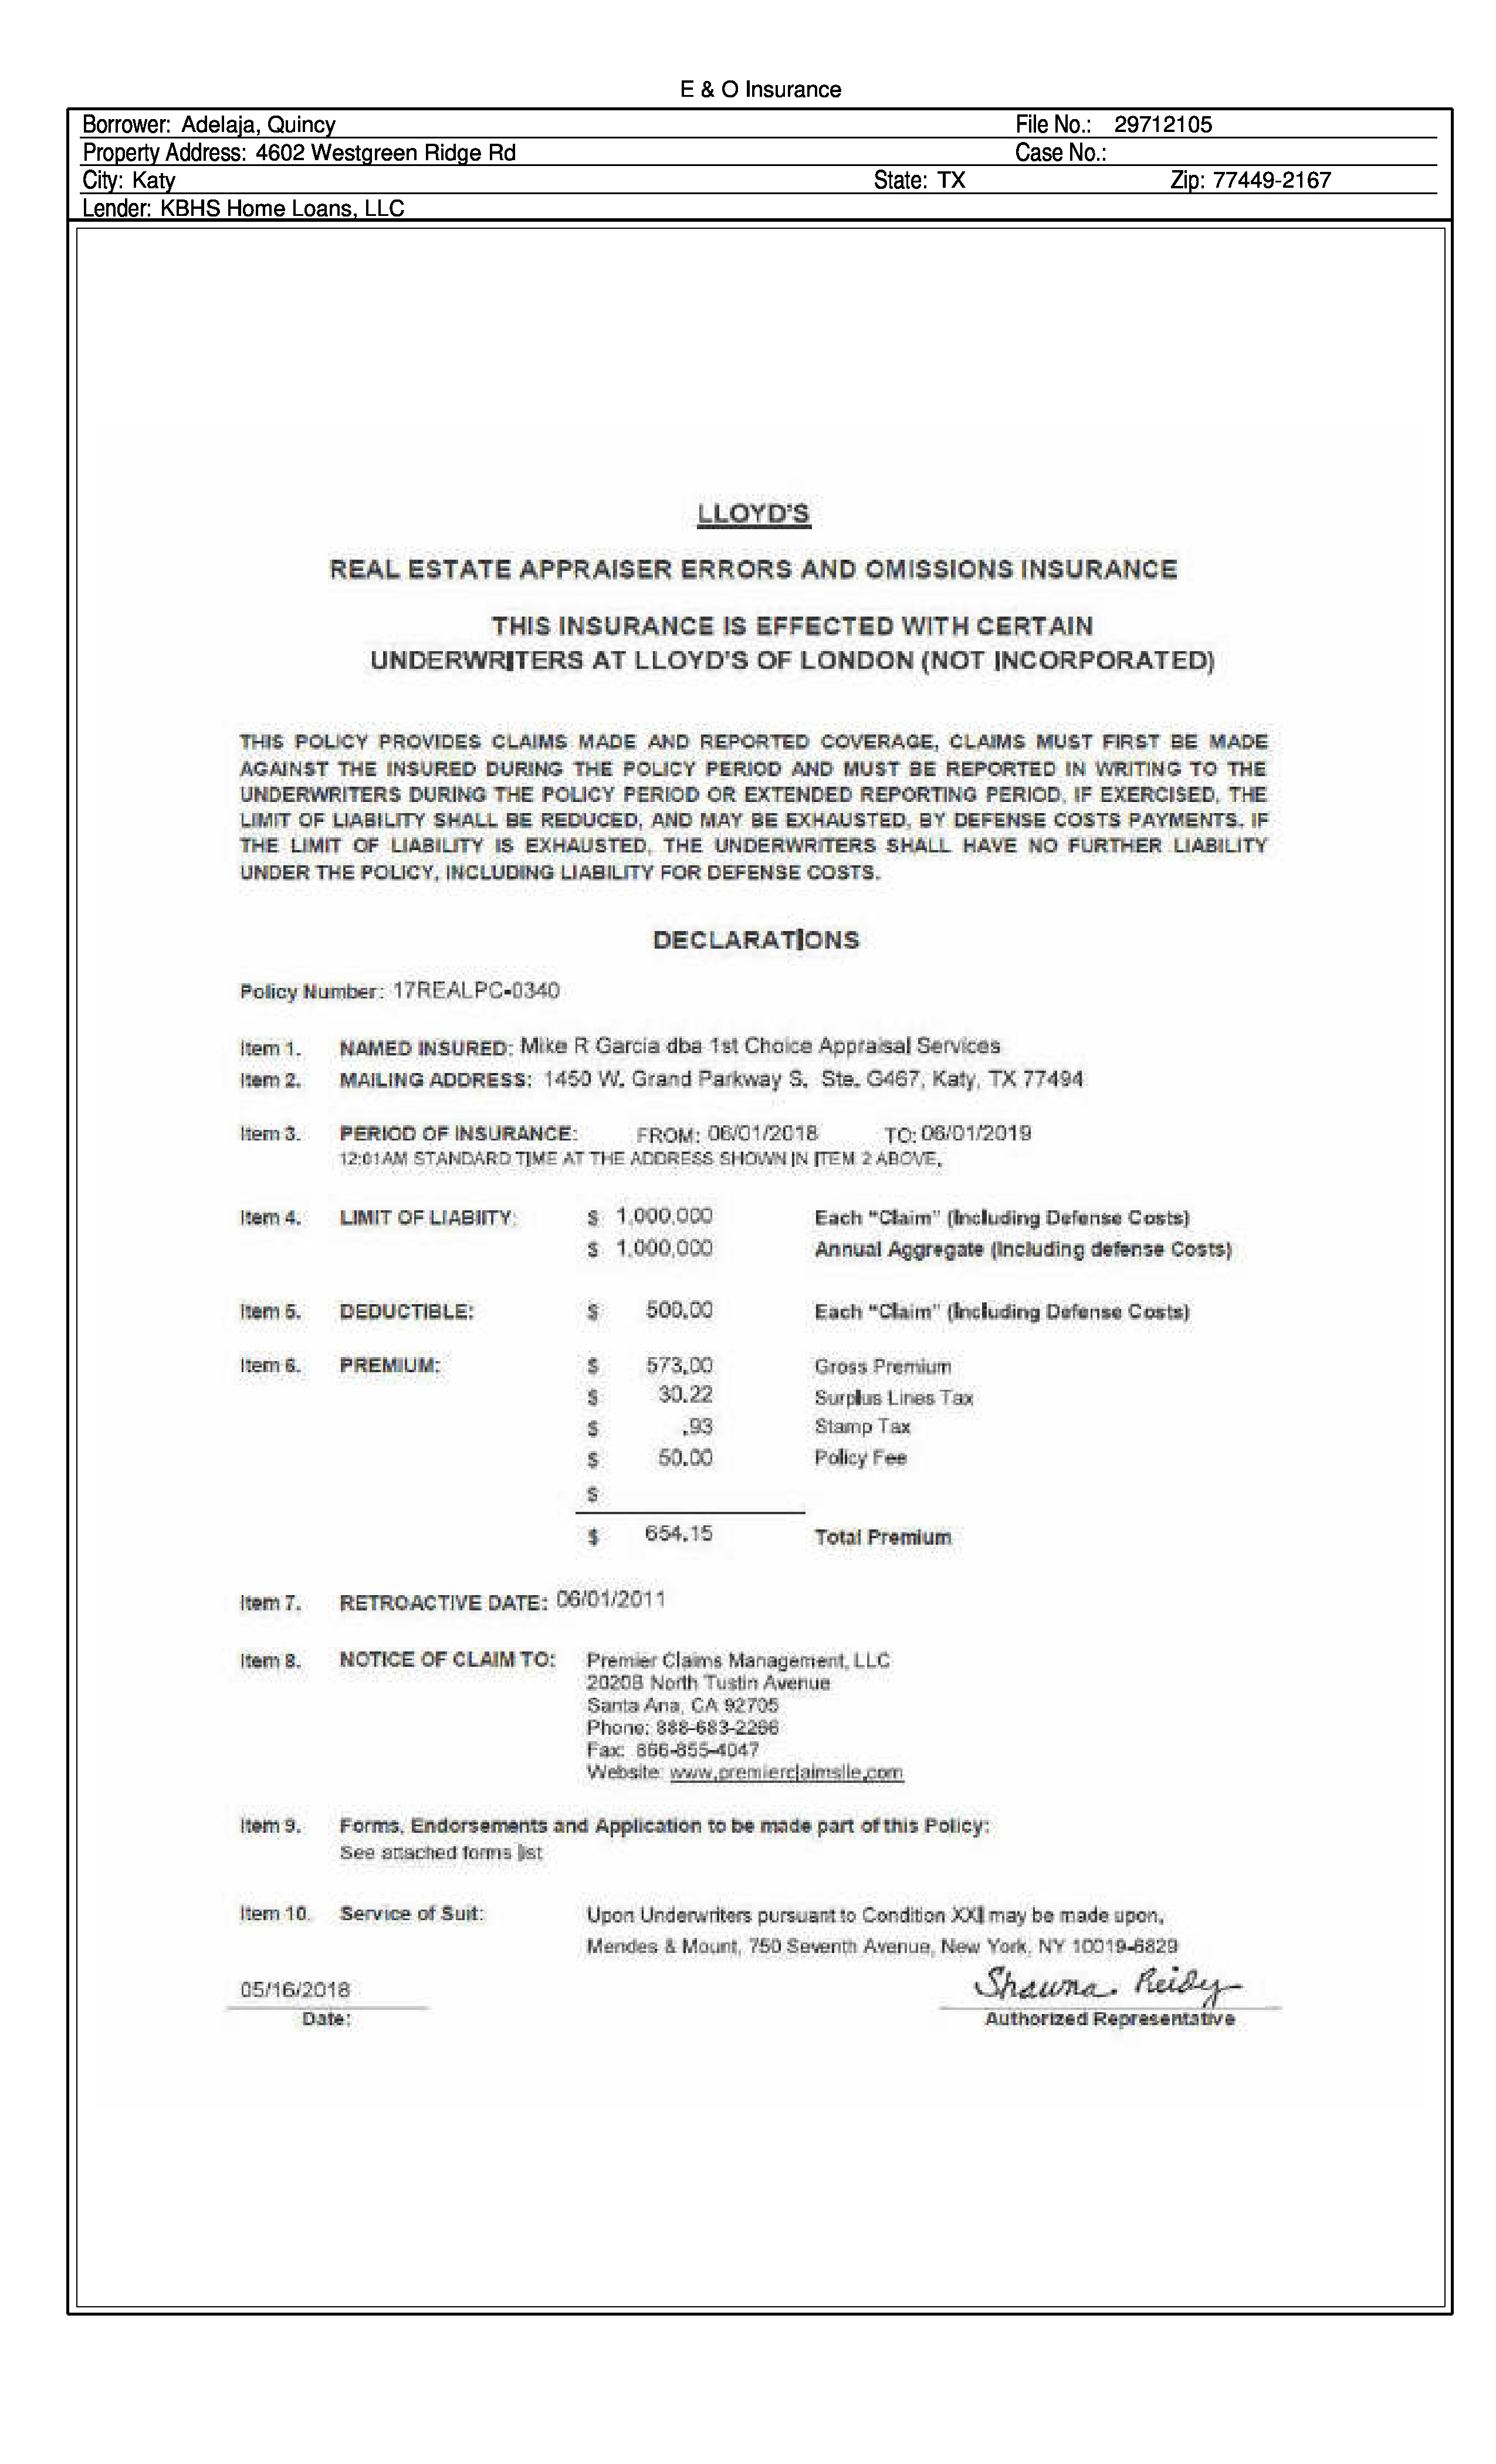 E & O Insurance
Borrower: Adelaja, Quincy File No.: 29712105
Property Address: 4602 Westgreen Ridge Rd Case No.:
City: Katy State: TX Zip: 77449-2167
Lender: KBHS Home Loans, LLC
LLOYD'S
REAL ESTATE APPRAISER ERRORS AND OMISSIONS INSURANCE
THIS INSURANCE IS EFFECTED WITH CERTAIN
UNDERWRITERS AT LLOYD'S OF LONDON (NOT INCORPORATED)
THIS POLICY PROVIDES CLAIMS MADE AND REPORTED COVERAGE, CLAIMS MUST FIRST BE MADE
AGAINST THE INSURED DURING THE POLICY PERIOD AND MUST BE REPORTED IN WRITING TO THE
UNDERWRITERS DURING THE POLICY PERIOD OR EXTENDED REPORTING PERIOD, IF EXERCISED, THE
LIMIT OF LIABILITY SHALL BE REDUCED, AND MAY BE EXHAUSTED, BY DEFENSE COSTS PAYMENTS. IF
THE LIMIT OF LIABILITY IS EXHAUSTED, THE UNDERWRITERS SHALL HAVE NO FURTHER LIABILITY
UNDER THE POLICY, INCLUDING LIABILITY FOR DEFENSE COSTS.
DECLARATIONS
Policy Number: 17REALPC-0340
Item 1. NAMED INSURED: Mike R Garcia dba 1st Choice Appraisal Services
Item 2. MAILING ADDRESS: 1450 W. Grand Parkway S. Ste. G467, Katy, TX 77494
Item 3. PERIOD OF INSURANCE: FROM: 06/01/2018 TO: 06/01/2019
12:01AM STANDARD TIME AT THE ADDRESS SHOWN IN ITEM 2 ABOVE.
Item 4. LIMIT OF LIABIITY: $ 1,000,000 Each "Claim" (Including Defense Costs)
$ 1,000,000 Annual Aggregate (Including defense Costs)
Item 5. DEDUCTIBLE: $ 500.00 Each "Claim" (Including Defense Costs)
Item 6. PREMIUM: $ 573.00 Gross Premium
$ 30.22 Surplus Lines Tax
$ .93 Stamp Tax
$ 50.00 Policy Fee
$
$ 654.15 Total Premium
Item 7. RETROACTIVE DATE: 06/01/2011
Item 8. NOTICE OF CLAIM TO: Premier Claims Management, LLC
2020B North Tustin Avenue
Santa Ana, CA 92705
Phone: 888-683-2266
Fax: 866-855-4047
Website: www.premierclaimslle.com
Item 9. Forms, Endorsements and Application to be made part of this Policy:
See attached forms list
Item 10. Service of Suit: Upon Underwriters pursuant to Condition XXII may be made upon,
Mendes & Mount, 750 Seventh Avenue, New York, NY 10019-6829
05/16/2018 Shawna Reidy
Date: Authorized Representative